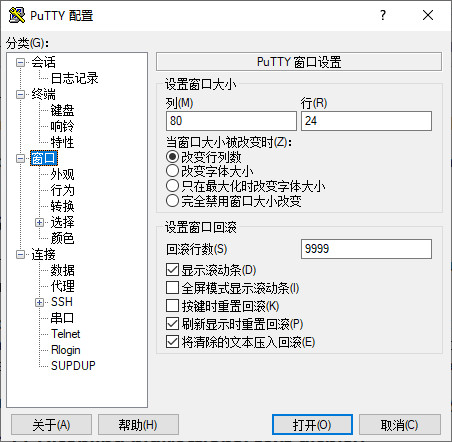 PuTTY 配置
分类(G):
会话
日志记录
终端
键盘
响铃
特性
窗口
外观
行为
转换
选择
颜色
连接
数据
代理
SSH
串口
Telnet
Rlogin
SUPDUP
PuTTY 窗口设置
设置窗口大小
列(M) 行(R)
80 24
当窗口大小被改变时(Z):
改变行列数
改变字体大小
只在最大化时改变字体大小
完全禁用窗口大小改变
设置窗口回滚
回滚行数(S) 9999
显示滚动条(D)
全屏模式显示滚动条(I)
按键时重置回滚(K)
刷新显示时重置回滚(P)
将清除的文本压入回滚(E)
关于(A) 帮助(H) 打开(O) 取消(C)